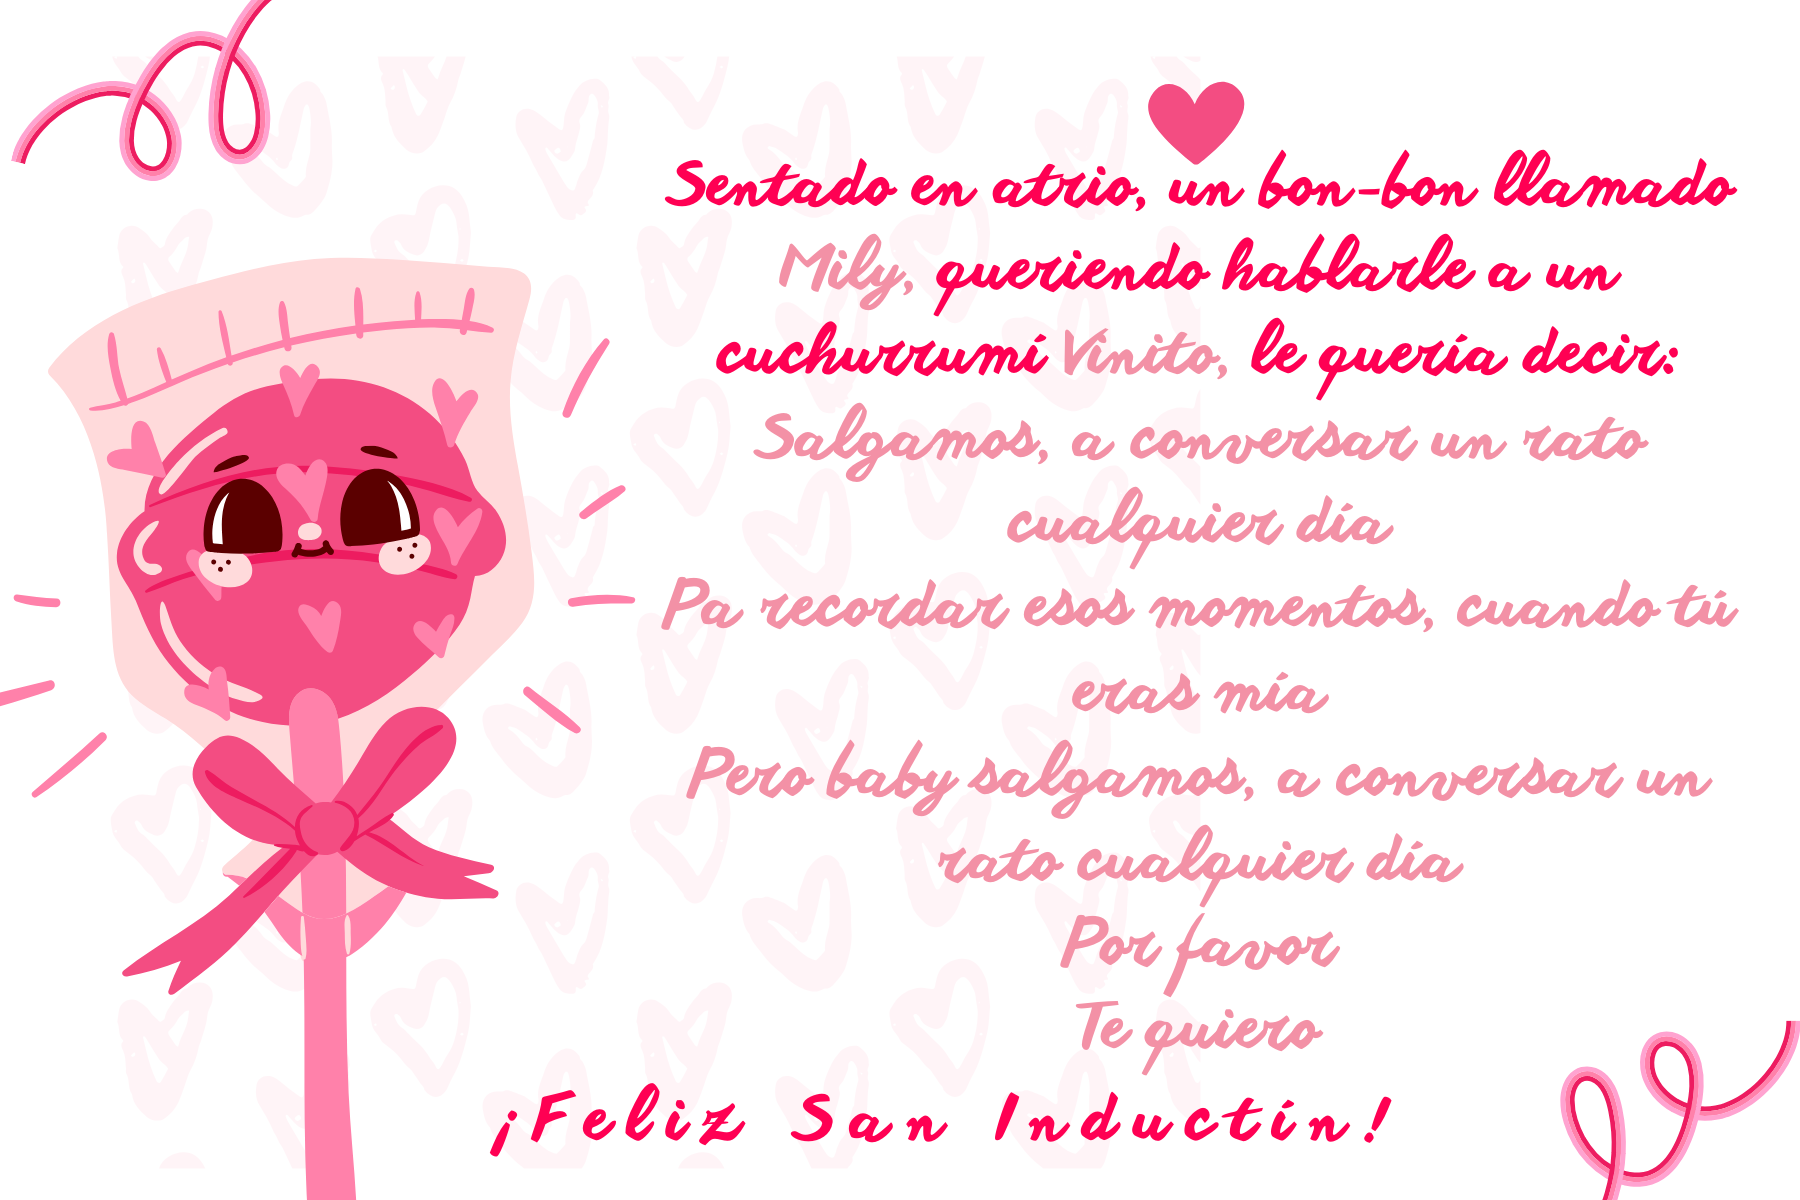 Sentado en atrio, un bon-bon llamado
Mily, queriendo hablarle a un
cuchurrumí Vinito, le quería decir:
Salgamos, a conversar un rato
cualquier día
Pa recordar esos momentos, cuando tú
eras mía
Pero baby salgamos, a conversar un
rato cualquier día
Por favor
Te quiero
¡Feliz San Inductín!